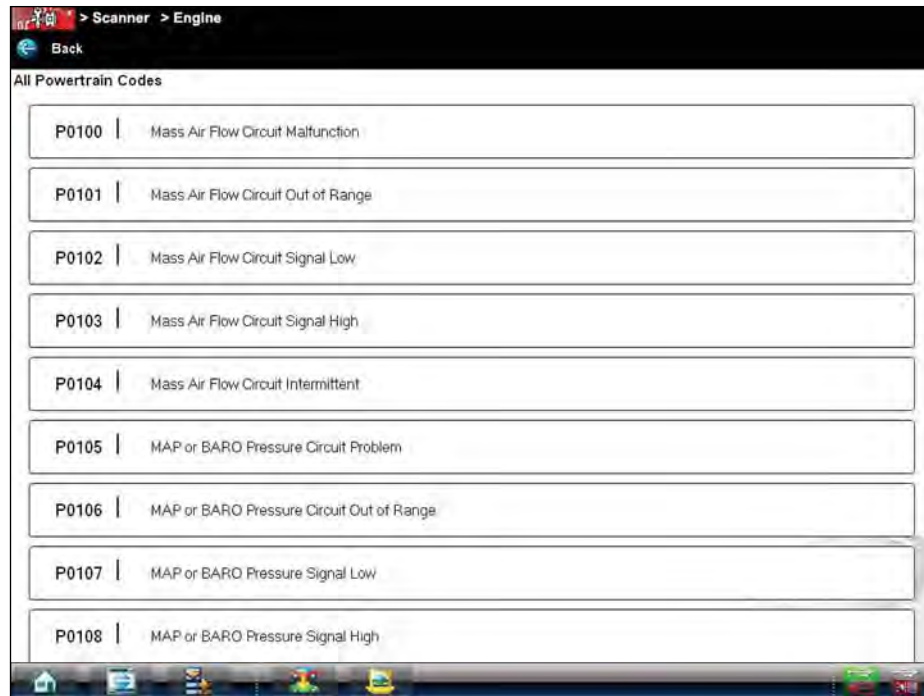 > Scanner > Engine
Back
All Powertrain Codes
P0100 | Mass Air Flow Circuit Malfunction
P0101 | Mass Air Flow Circuit Out of Range
P0102 | Mass Air Flow Circuit Signal Low
P0103 | Mass Air Flow Circuit Signal High
P0104 | Mass Air Flow Circuit Intermittent
P0105 | MAP or BARO Pressure Circuit Problem
P0106 | MAP or BARO Pressure Circuit Out of Range
P0107 | MAP or BARO Pressure Signal Low
P0108 | MAP or BARO Pressure Signal High